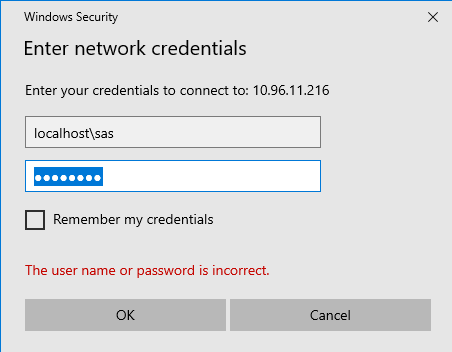 Windows Security
Enter network credentials
Enter your credentials to connect to: 10.96.11.216
localhost\sas
●●●●●●●●
Remember my credentials
The user name or password is incorrect.
OK
Cancel